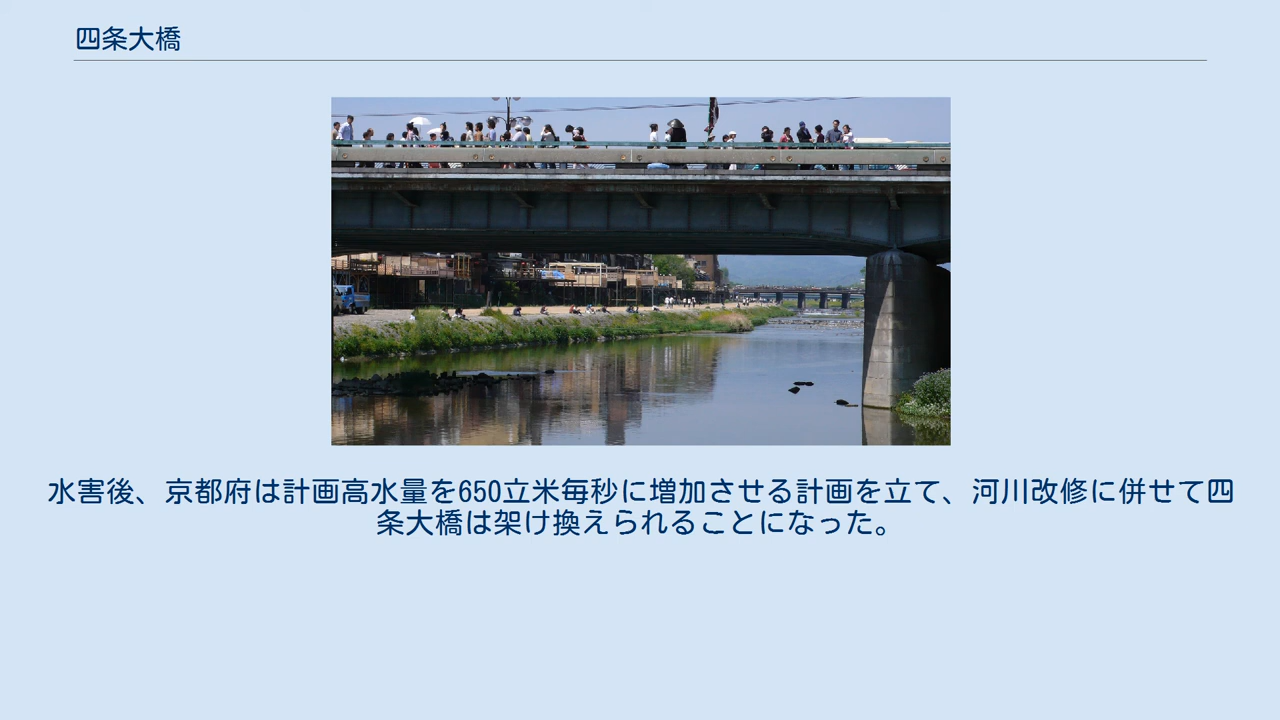 四条大橋
水害後、京都府は計画高水量を650立米毎秒に増加させる計画を立て、河川改修に併せて四
条大橋は架け換えられることになった。